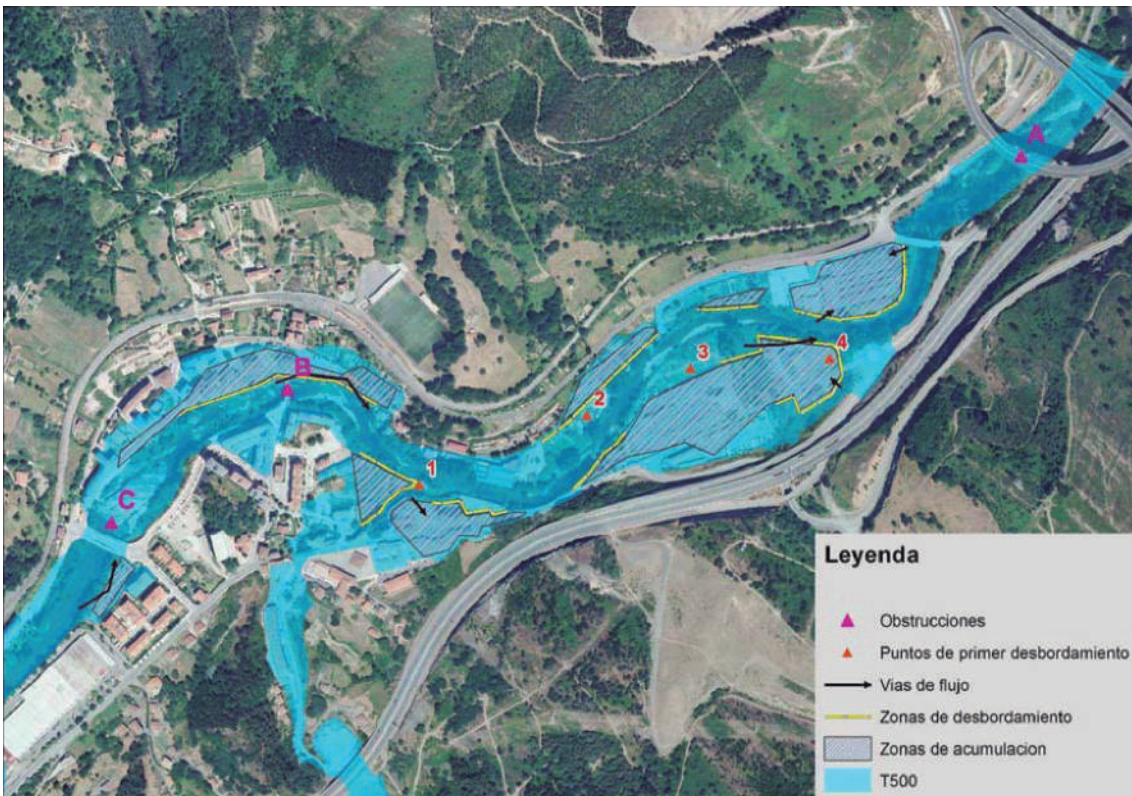 A
B
C
1
2
3
4
Leyenda
Obstrucciones
Puntos de primer desbordamiento
Vias de flujo
Zonas de desbordamiento
Zonas de acumulacion
T500